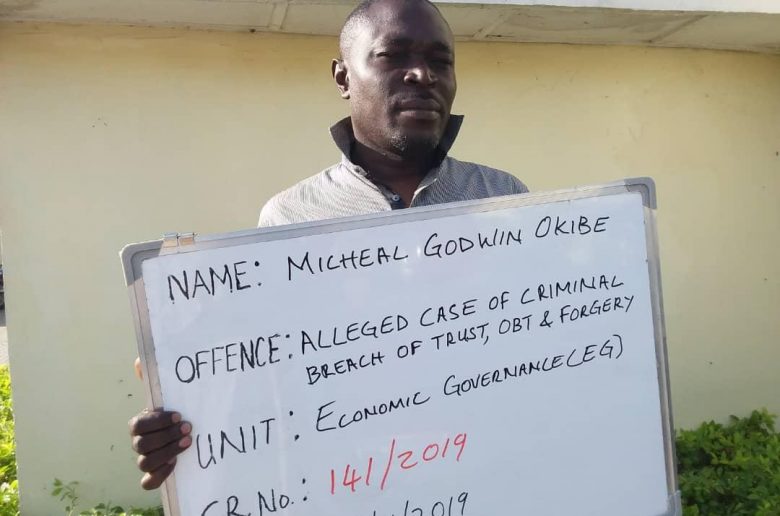 NAME: MICHEAL GODWIN OKIBE
OFFENCE: ALLEGED CASE OF CRIMINAL
BREACH OF TRUST, OBT & FORGERY
UNIT: ECONOMIC GOVERNANCE(EG)
CR.No.: 141/2019
/2019